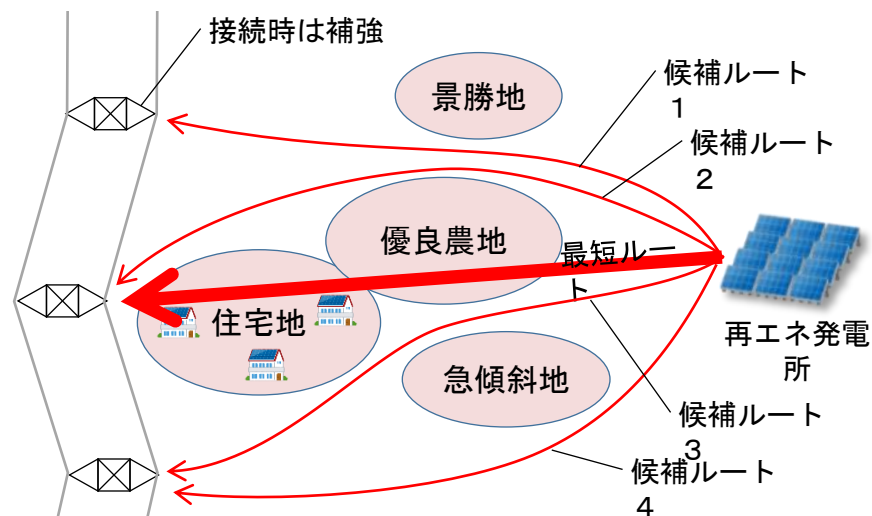 接続時は補強
景勝地
候補ルート
1
候補ルート
２
優良農地
最短ルー
ト
住宅地
再エネ発電
所
急傾斜地
候補ルート
３
候補ルート
４